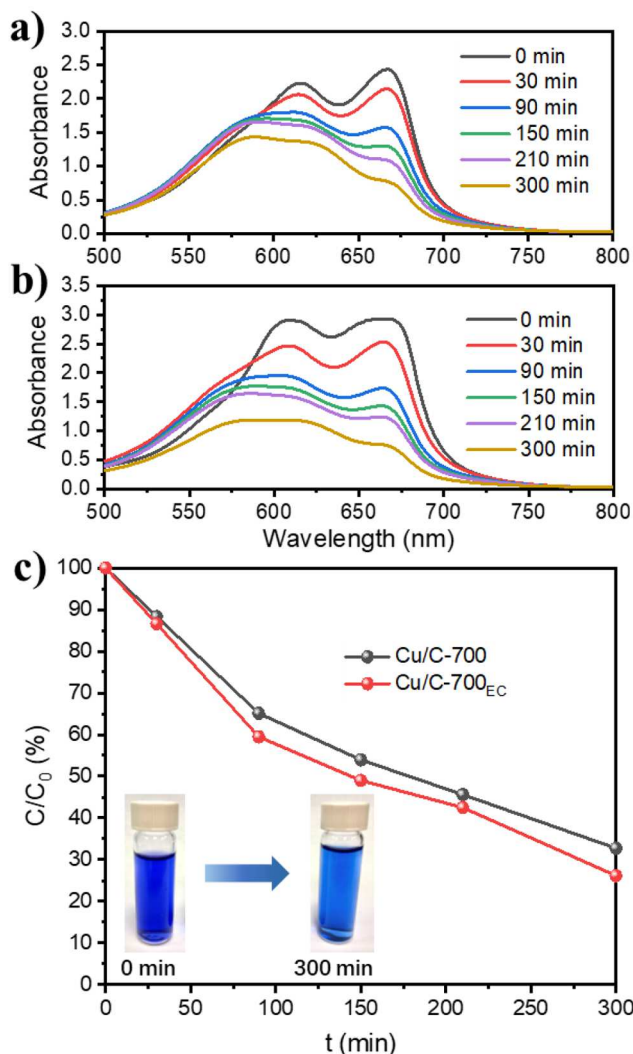 a)
3.0
2.5
2.0
1.5
1.0
0.5
0.0
Absorbance
0 min
30 min
90 min
150 min
210 min
300 min
500 550 600 650 700 750 800
b)
3.5
3.0
2.5
2.0
1.5
1.0
0.5
0.0
Absorbance
0 min
30 min
90 min
150 min
210 min
300 min
500 550 600 650 700 750 800
Wavelength (nm)
c)
100
90
80
70
60
50
40
30
20
10
0
C/C₀ (%)
Cu/C-700
Cu/C-700EC
0 min
300 min
0 50 100 150 200 250 300
t (min)